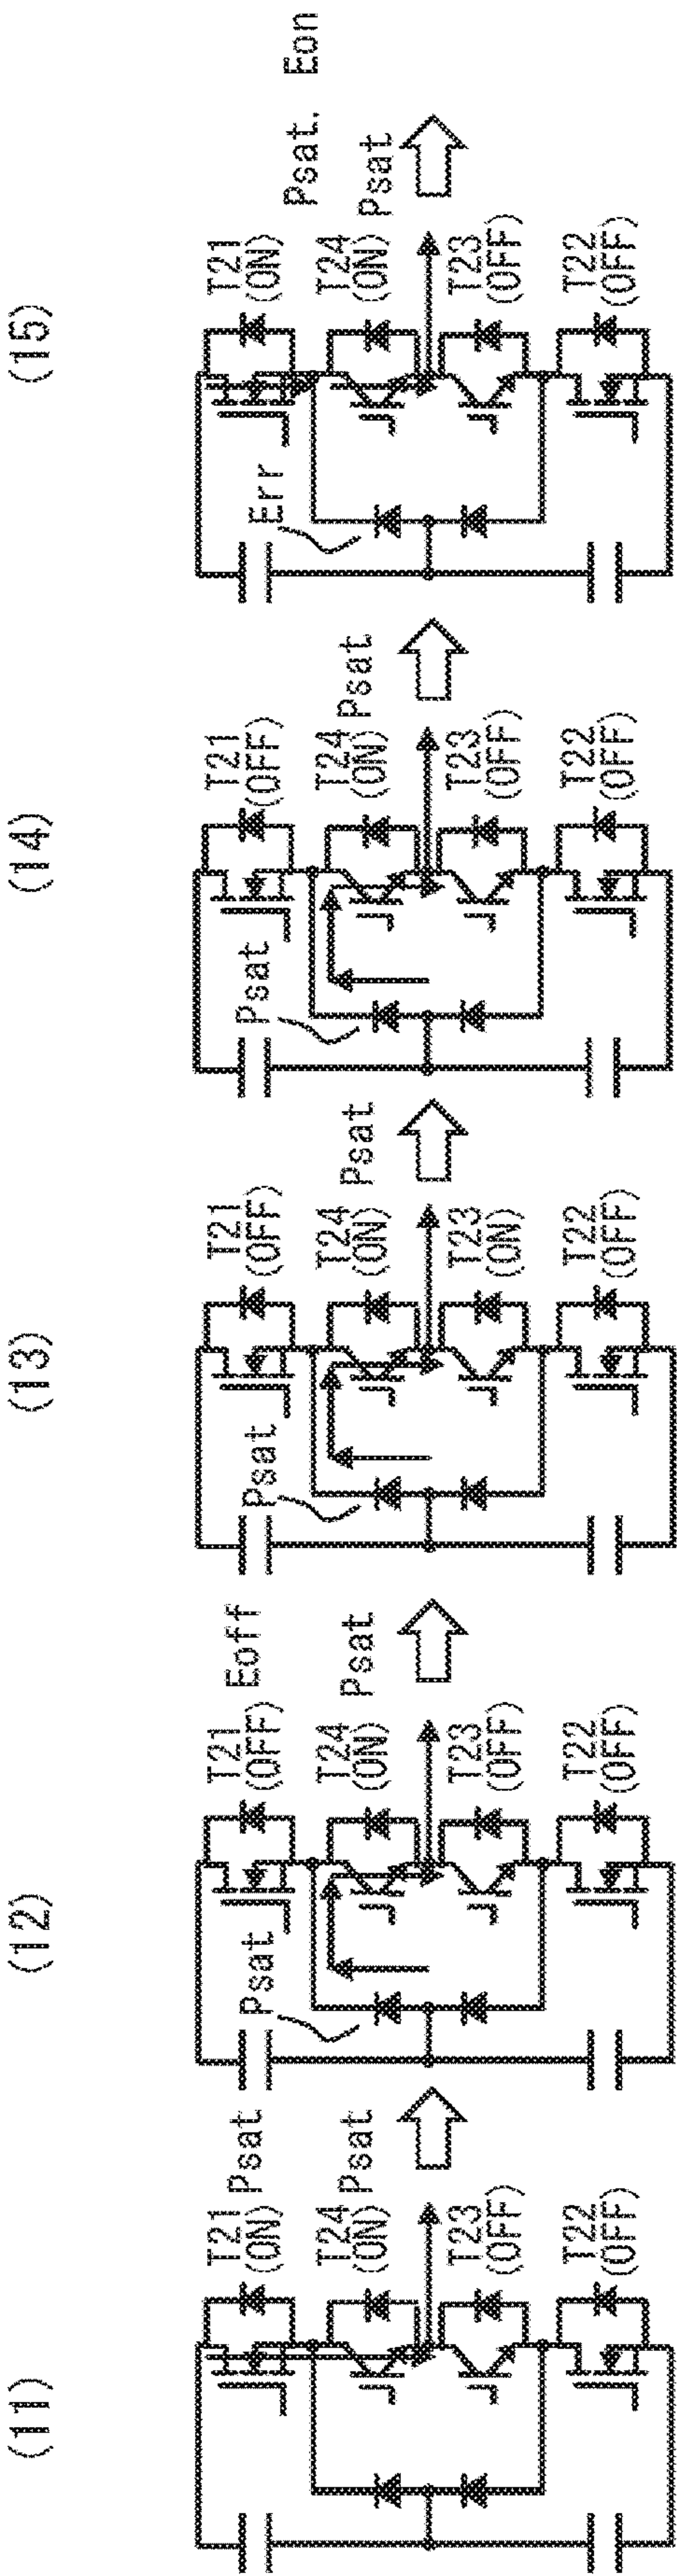 (11)
T21
(ON)
Psat
T24
(ON)
Psat
T23
(OFF)
T22
(OFF)
(12)
Psat
T21
(OFF)
Eoff
T24
(ON)
Psat
T23
(OFF)
T22
(OFF)
(13)
Psat
T21
(OFF)
T24
(ON)
Psat
T23
(ON)
T22
(OFF)
(14)
Psat
T21
(OFF)
T24
(ON)
Psat
T23
(OFF)
T22
(OFF)
(15)
Err
T21
(ON)
Psat. Eon
T24
(ON)
Psat
T23
(OFF)
T22
(OFF)